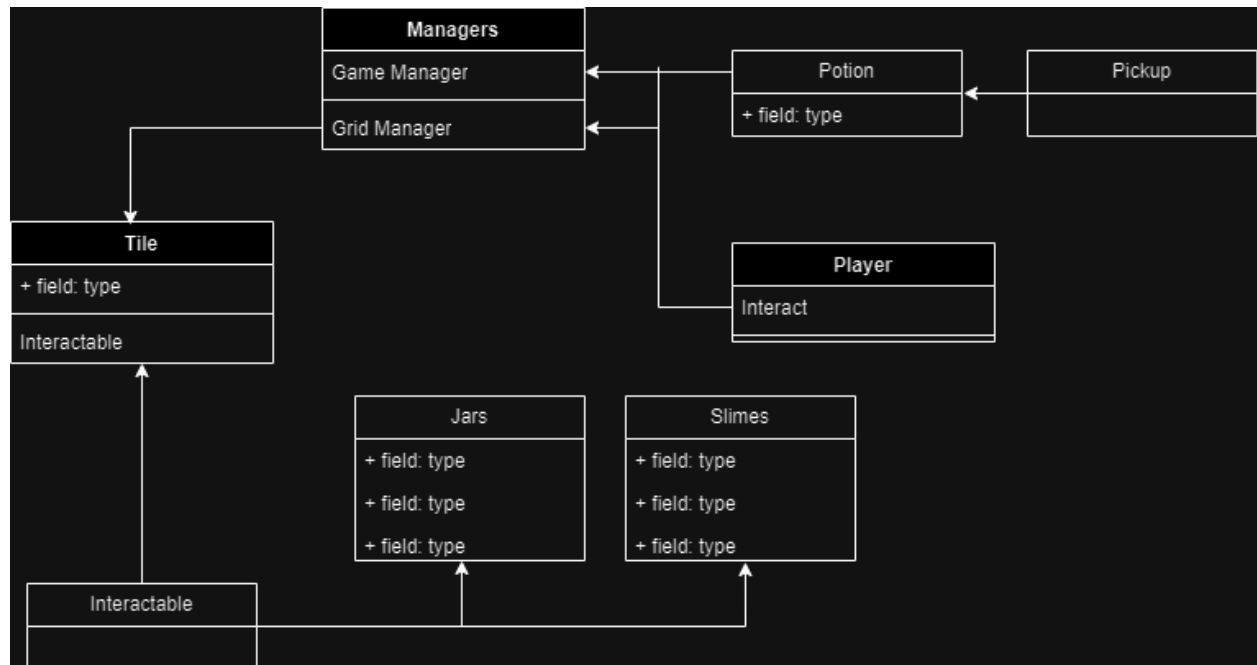 Managers
Game Manager
Grid Manager
Potion
+ field: type
Pickup
Tile
+ field: type
Interactable
Player
Interact
Jars
+ field: type
+ field: type
+ field: type
Slimes
+ field: type
+ field: type
+ field: type
Interactable